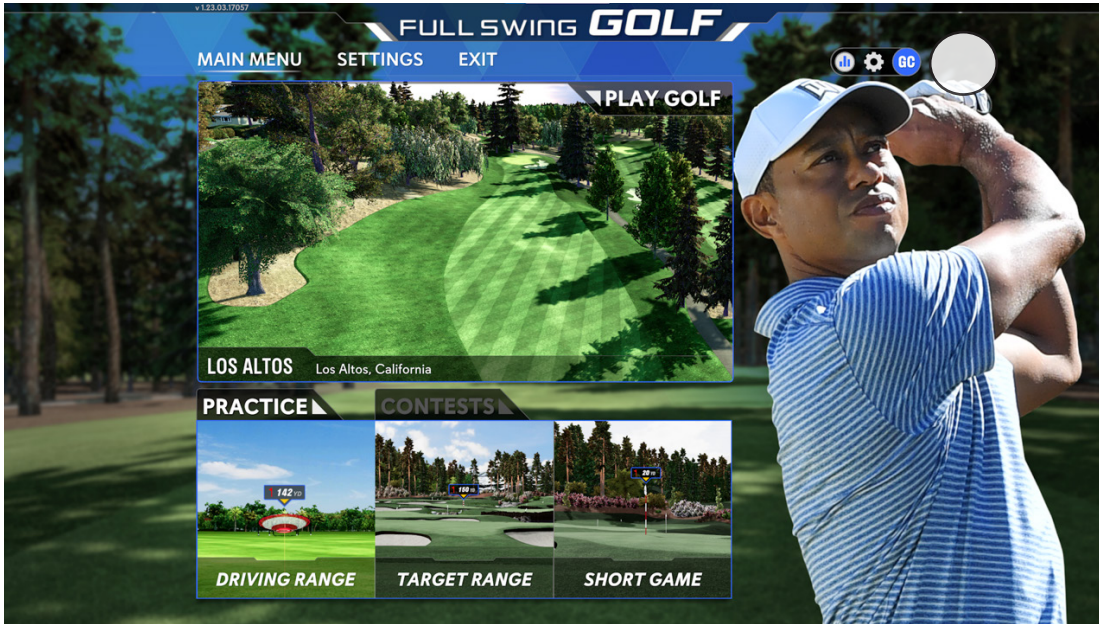 v 1.23.03.17057
FULL SWING GOLF
MAIN MENU SETTINGS EXIT
GC
PLAY GOLF
LOS ALTOS Los Altos, California
PRACTICE CONTESTS
142 YD
150 YD
20 YD
DRIVING RANGE TARGET RANGE SHORT GAME